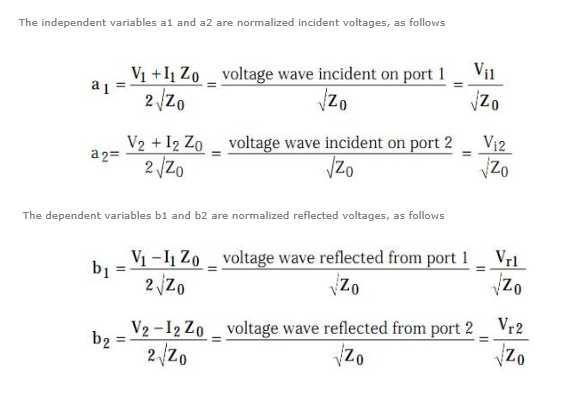 The independent variables a1 and a2 are normalized incident voltages, as follows
a1 = (V1 + I1 Z0) / (2√Z0) = voltage wave incident on port 1 / √Z0 = Vi1 / √Z0
a2 = (V2 + I2 Z0) / (2√Z0) = voltage wave incident on port 2 / √Z0 = Vi2 / √Z0
The dependent variables b1 and b2 are normalized reflected voltages, as follows
b1 = (V1 − I1 Z0) / (2√Z0) = voltage wave reflected from port 1 / √Z0 = Vr1 / √Z0
b2 = (V2 − I2 Z0) / (2√Z0) = voltage wave reflected from port 2 / √Z0 = Vr2 / √Z0